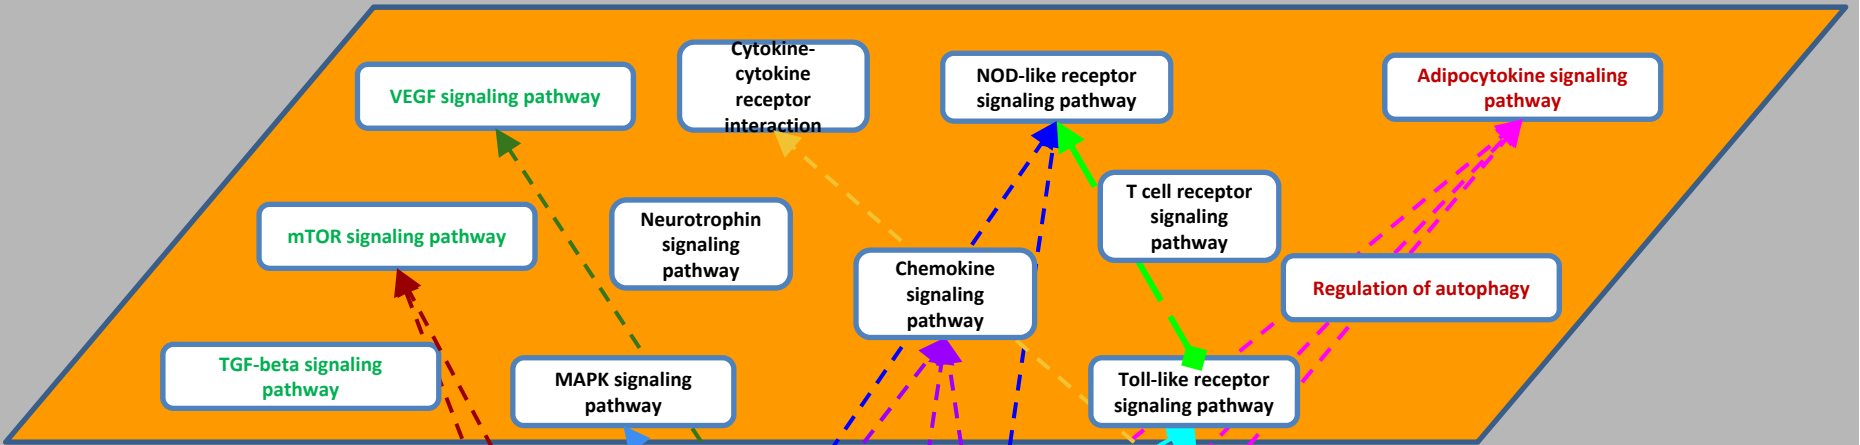 VEGF signaling pathway
Cytokine-
cytokine
receptor
interaction
NOD-like receptor
signaling pathway
Adipocytokine signaling
pathway
mTOR signaling pathway
Neurotrophin
signaling
pathway
T cell receptor
signaling
pathway
Chemokine
signaling
pathway
Regulation of autophagy
TGF-beta signaling
pathway
MAPK signaling
pathway
Toll-like receptor
signaling pathway